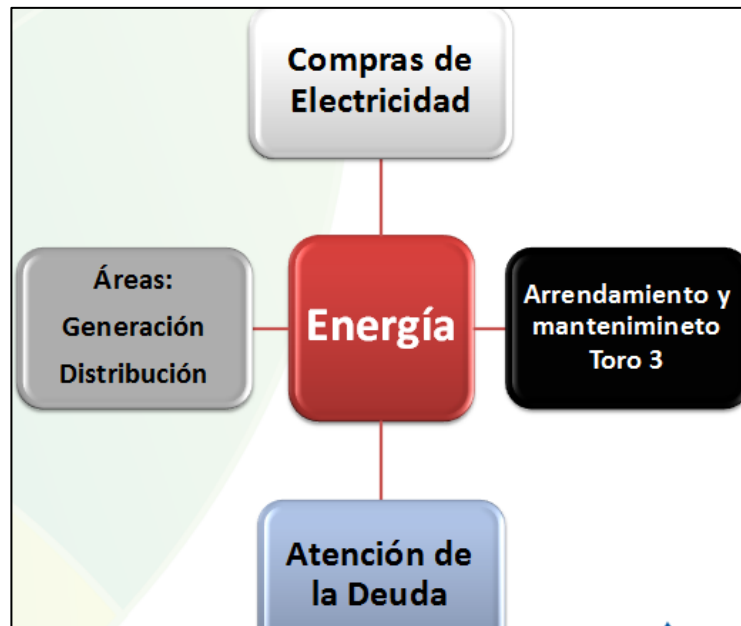 Compras de
Electricidad
Áreas:
Generación
Distribución
Energía
Arrendamiento y
mantenimineto
Toro 3
Atención de
la Deuda